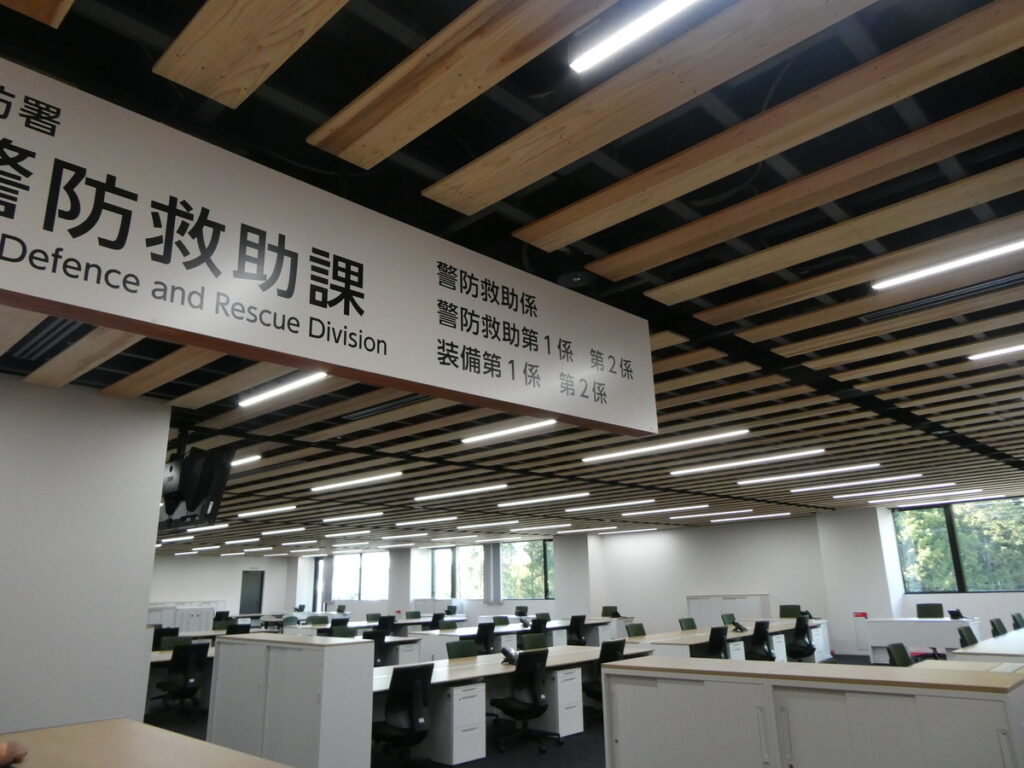 防署
警防救助課
Defence and Rescue Division
警防救助係
警防救助第1係　第2係
装備第1係　第2係